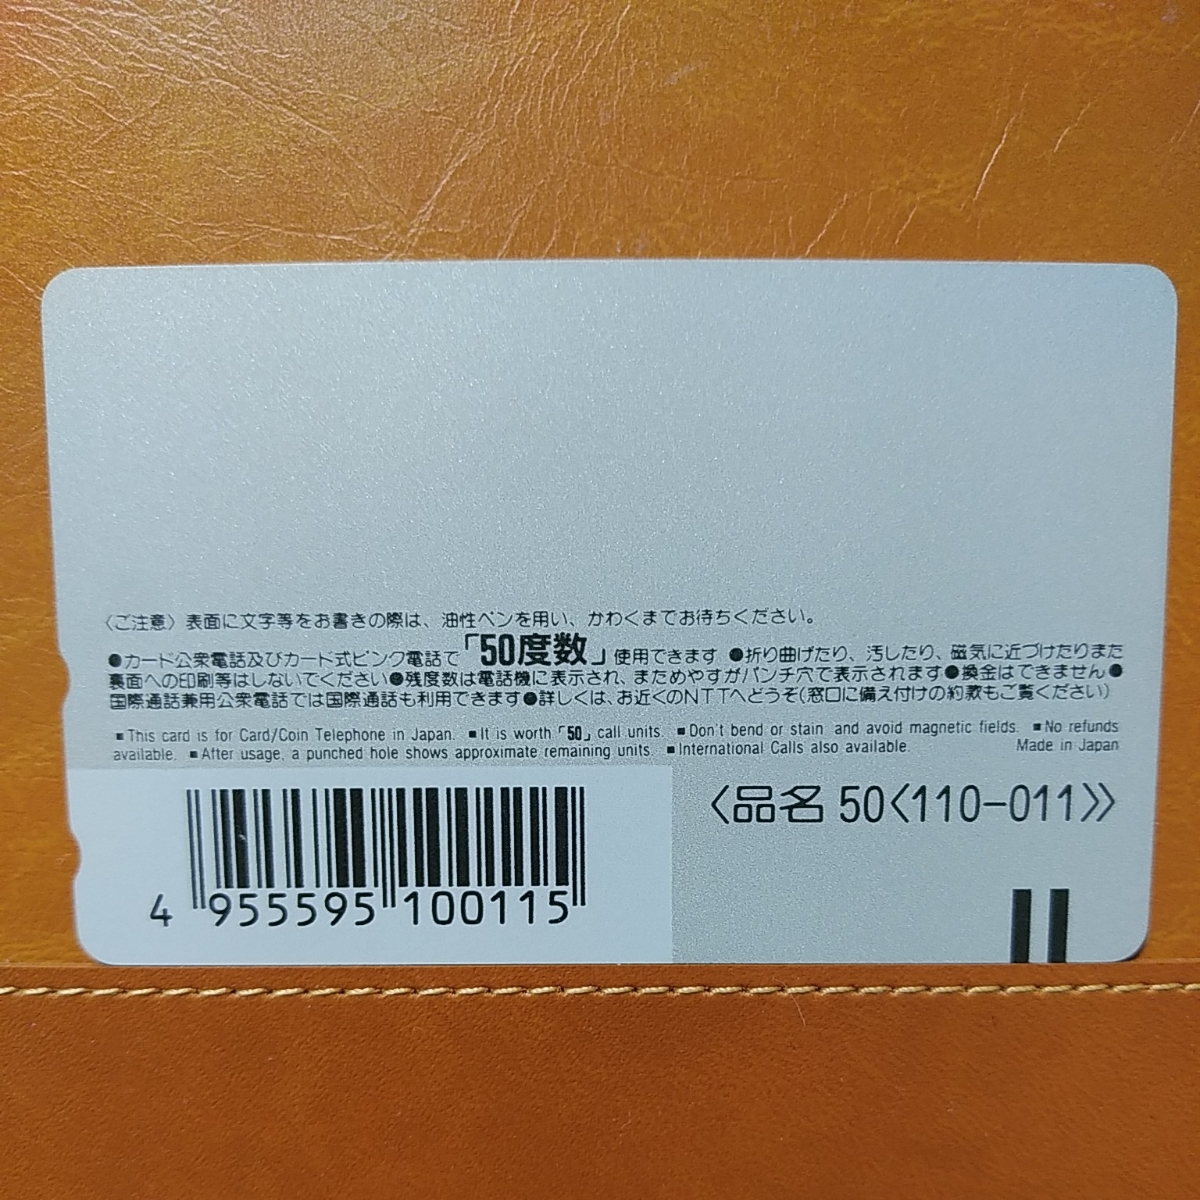 〈ご注意〉表面に文字等をお書きの際は、油性ペンを用い、かわくまでお待ちください。
●カード公衆電話及びカード式ピンク電話で「50度数」使用できます ●折り曲げたり、汚したり、磁気に近づけたりまた
裏面への印刷等はしないでください●残度数は電話機に表示され、まためやすがパンチ穴で表示されます●換金はできません●
国際通話兼用公衆電話では国際通話も利用できます●詳しくは、お近くのNTTへどうぞ(窓口に備え付けの約款もご覧ください)
■This card is for Card/Coin Telephone in Japan. ■It is worth「50」call units. ■Don't bend or stain and avoid magnetic fields. ■No refunds
available. ■After usage, a punched hole shows approximate remaining units. ■International Calls also available. Made in Japan
〈品名 50〈110-011〉〉
4 955595 100115